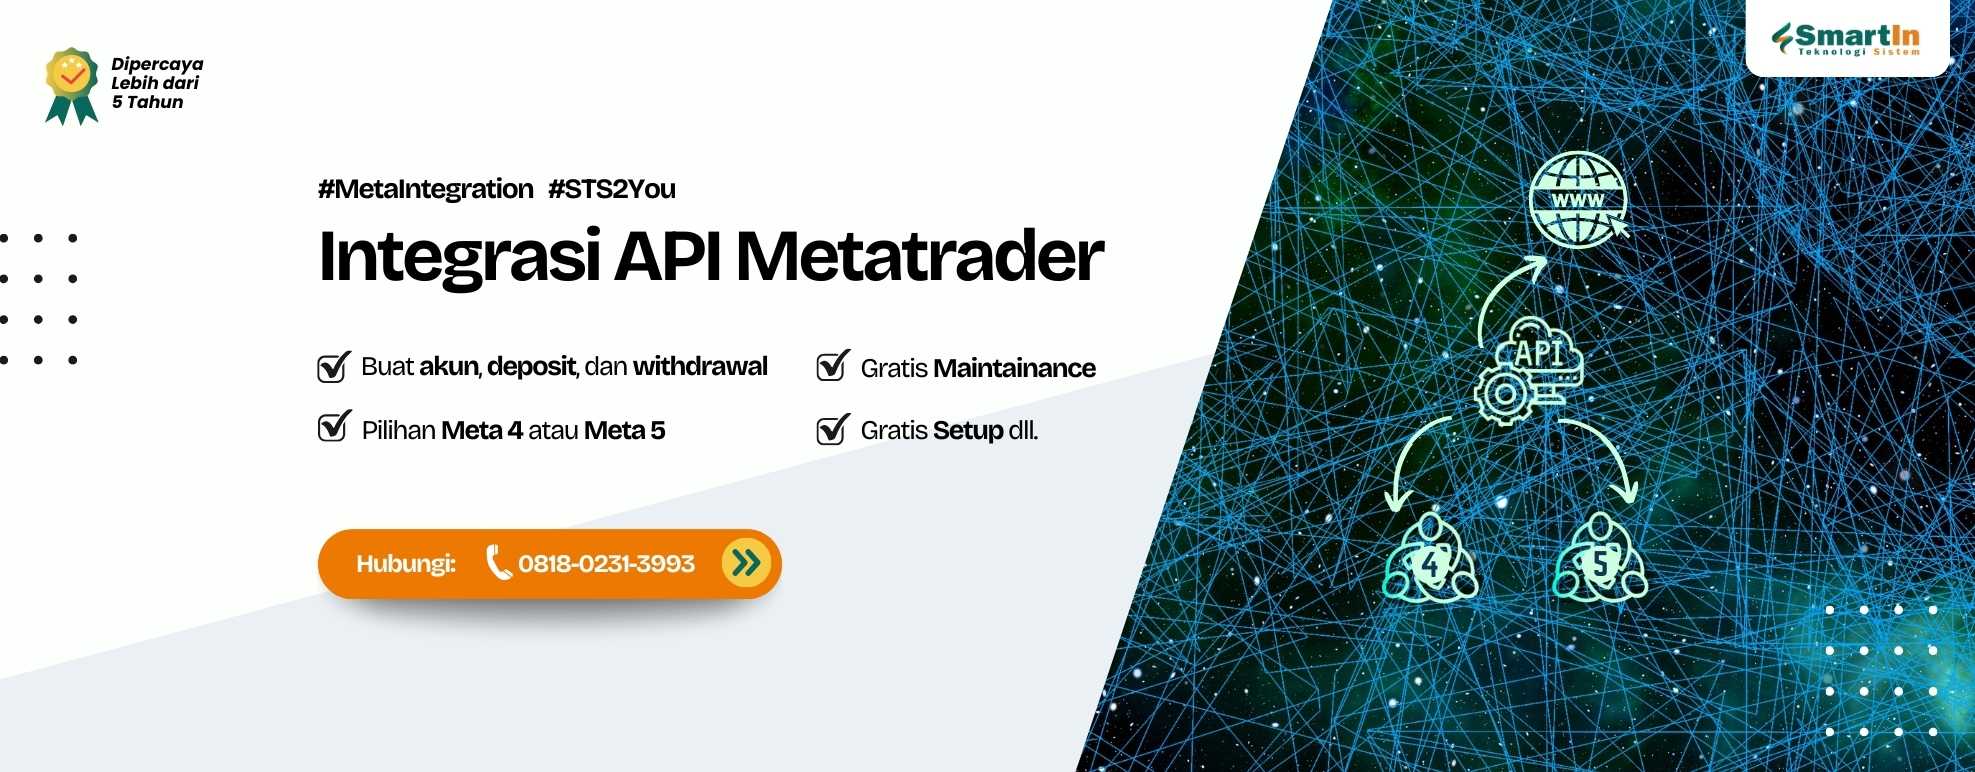 Dipercaya
Lebih dari
5 Tahun
SmartIn
Teknologi Sistem
#MetaIntegration #STS2You
Integrasi API Metatrader
Buat akun, deposit, dan withdrawal
Gratis Maintainance
Pilihan Meta 4 atau Meta 5
Gratis Setup dll.
Hubungi: 0818-0231-3993
www
API
4
5